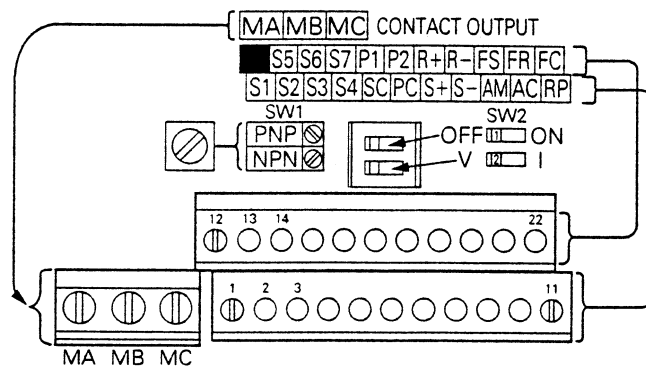 MA MB MC CONTACT OUTPUT
S5 S6 S7 P1 P2 R+ R- FS FR FC
S1 S2 S3 S4 SC PC S+ S- AM AC RP
SW1 SW2
PNP OFF 1 ON
NPN V 2 I
12 13 14 22
1 2 3 11
MA MB MC